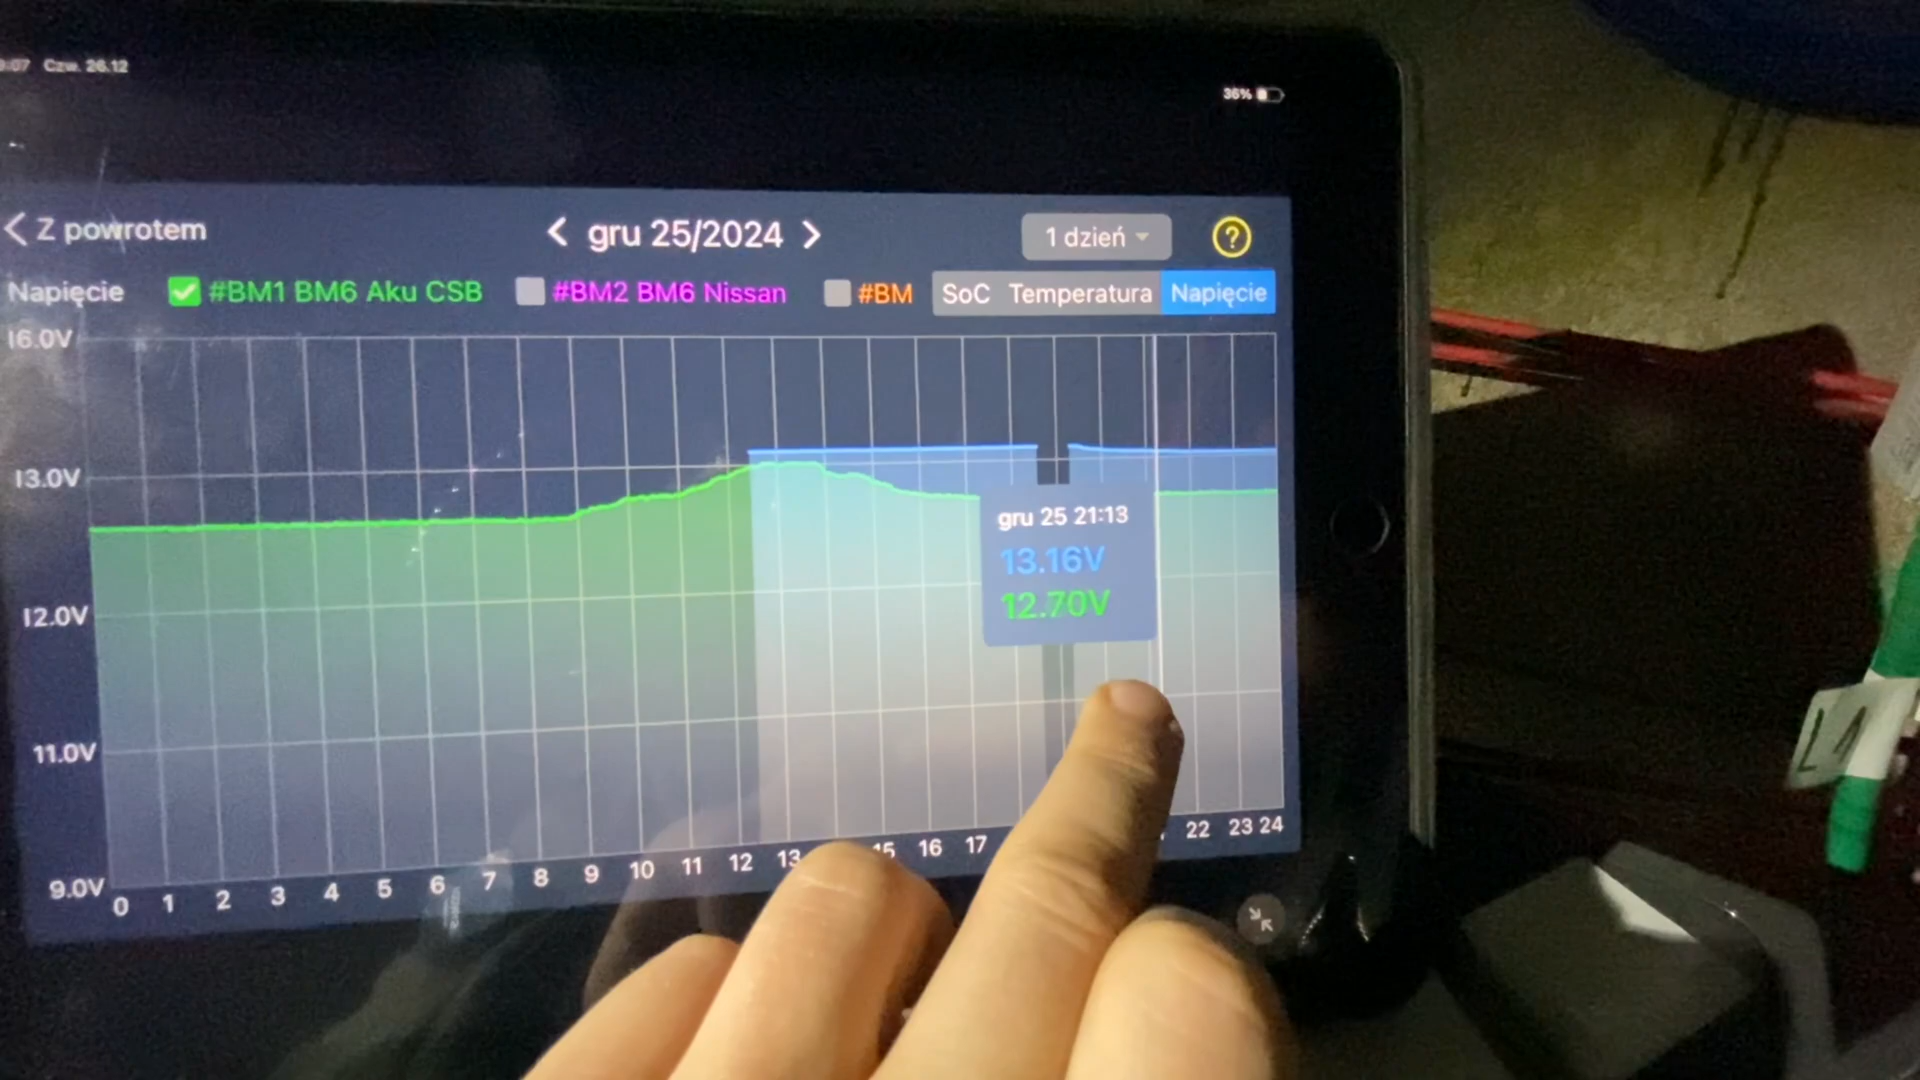 Czw. 26.12
36%
Z powrotem
gru 25/2024
1 dzień
?
Napięcie
#BM1 BM6 Aku CSB
#BM2 BM6 Nissan
#BM
SoC
Temperatura
Napięcie
16.0V
13.0V
12.0V
11.0V
9.0V
gru 25 21:13
13.16V
12.70V
0 1 2 3 4 5 6 7 8 9 10 11 12 13 15 16 17 22 23 24